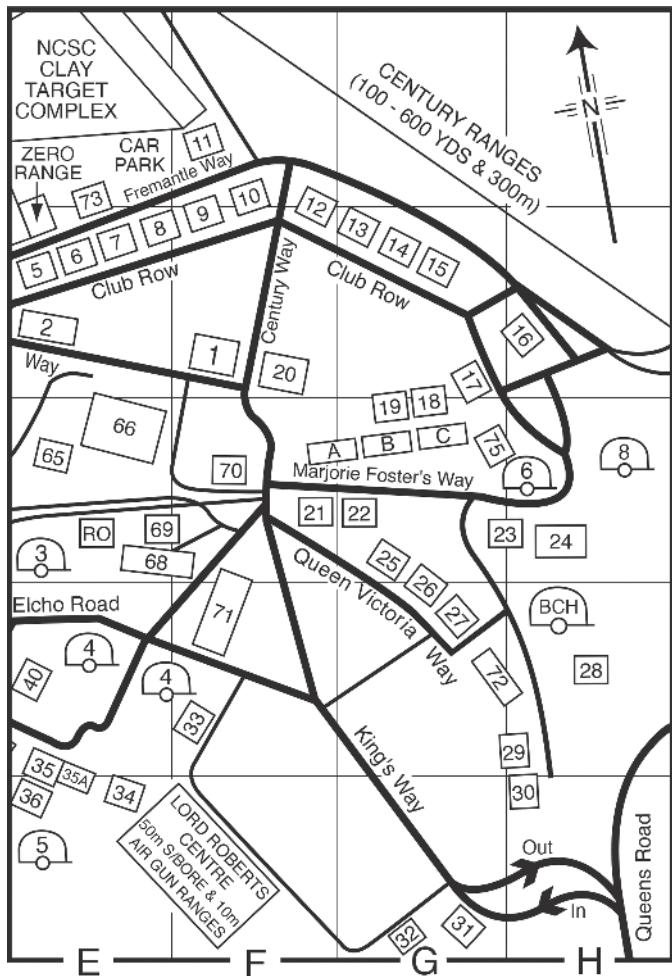 NCSC
CLAY
TARGET
COMPLEX
CENTURY RANGES
(100 - 600 YDS & 300m)
N
ZERO
RANGE
CAR
PARK
11
73
Fremantle Way
5
6
7
8
9
10
12
13
14
15
Club Row
Club Row
Century Way
2
1
20
16
Way
17
19
18
66
65
70
A
B
C
75
6
8
Marjorie Foster's Way
RO
69
21
22
23
24
3
68
25
26
27
Queen Victoria
Way
Elcho Road
71
BCH
4
4
40
72
28
33
King's Way
29
35
35A
34
36
30
5
LORD ROBERTS
CENTRE
50m S/BORE & 10m
AIR GUN RANGES
Out
In
Queens Road
31
32
E
F
G
H